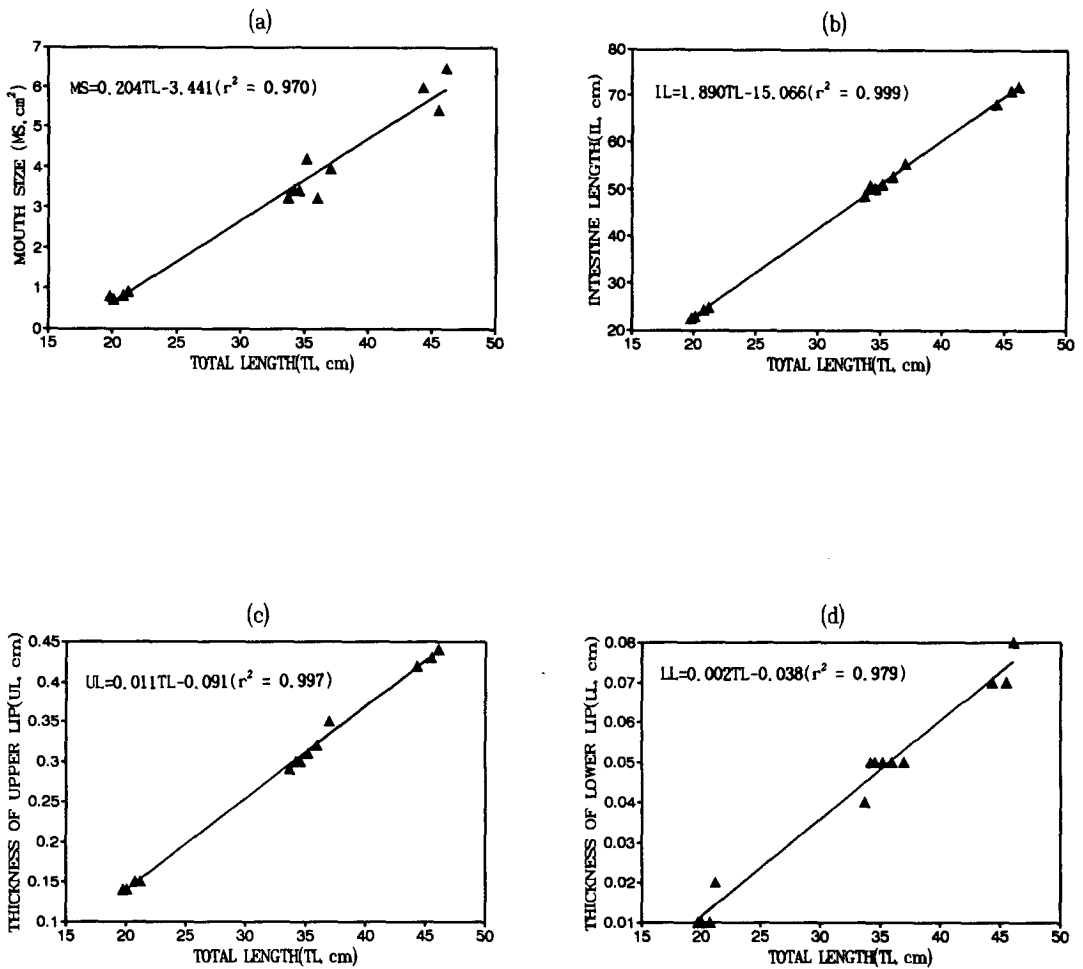 (a)
7
6
5
4
3
2
1
0
MOUTH SIZE (MS, cm²)
MS=0.204TL-3.441(r² = 0.970)
15 20 25 30 35 40 45 50
TOTAL LENGTH(TL, cm)
(b)
80
70
60
50
40
30
20
INTESTINE LENGTH(IL, cm)
IL=1.890TL-15.066(r² = 0.999)
15 20 25 30 35 40 45 50
TOTAL LENGTH(TL, cm)
(c)
0.45
0.4
0.35
0.3
0.25
0.2
0.15
0.1
THICKNESS OF UPPER LIP(UL, cm)
UL=0.011TL-0.091(r² = 0.997)
15 20 25 30 35 40 45 50
TOTAL LENGTH(TL, cm)
(d)
0.08
0.07
0.06
0.05
0.04
0.03
0.02
0.01
THICKNESS OF LOWER LIP(LL, cm)
LL=0.002TL-0.038(r² = 0.979)
15 20 25 30 35 40 45 50
TOTAL LENGTH(TL, cm)